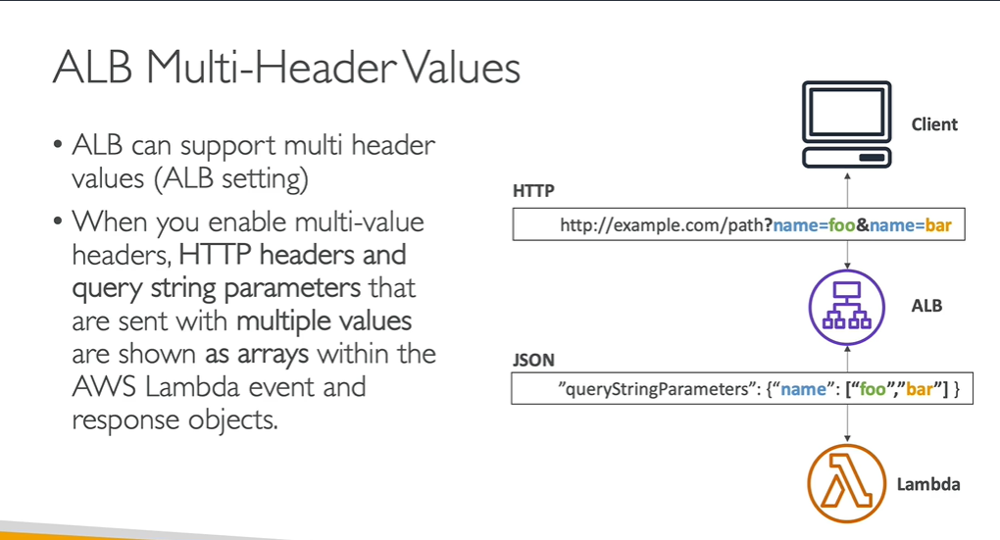 ALB Multi-Header Values
• ALB can support multi header
values (ALB setting)
• When you enable multi-value
headers, HTTP headers and
query string parameters that
are sent with multiple values
are shown as arrays within the
AWS Lambda event and
response objects.
Client
HTTP
http://example.com/path?name=foo&name=bar
ALB
JSON
”queryStringParameters”: {“name”: [“foo”,”bar”] }
Lambda